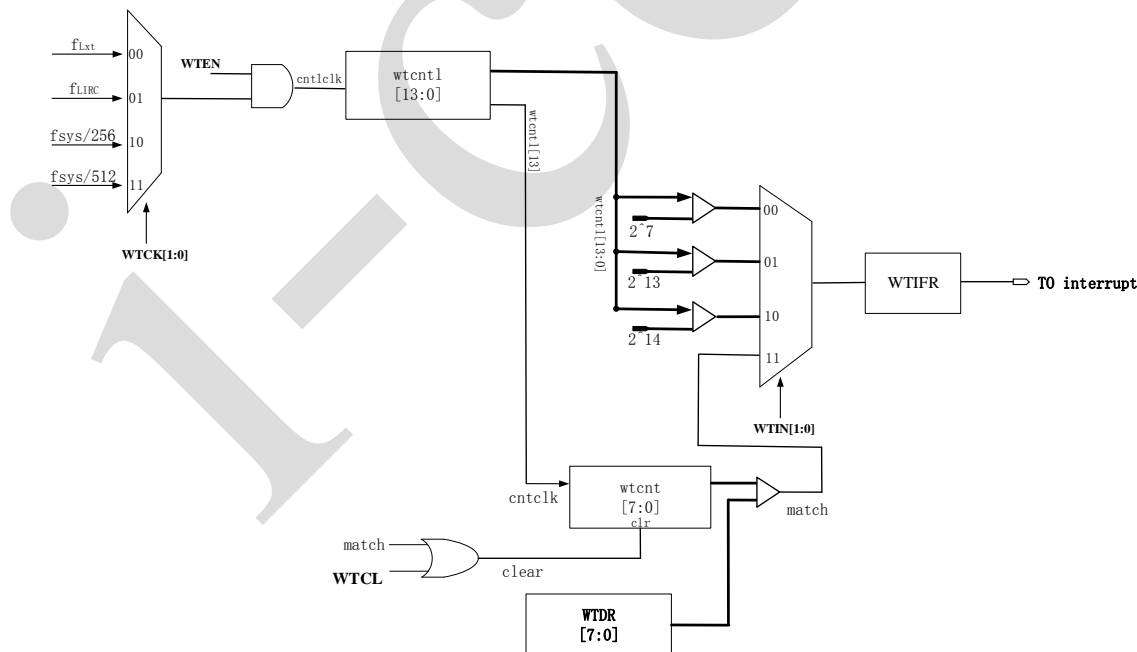 fLxt
00
WTEN
cntlclk
wtcntl
[13:0]
fLIRC
01
wtcntl[13]
fsys/256
10
fsys/512
11
WTCK[1:0]
wtcntl[13:0]
00
2^7
01
2^13
10
2^14
11
WTIFR
TO interrupt
WTIN[1:0]
cntclk
wtcnt
[7:0]
clr
match
match
WTCL
clear
WTDR
[7:0]